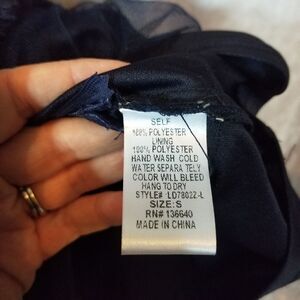 SELF
100% POLYESTER
LINING
100% POLYESTER
HAND WASH COLD
WATER SEPARATELY
COLOR WILL BLEED
HANG TO DRY
STYLE# LD78022-L
SIZE: S
RN# 136640
MADE IN CHINA